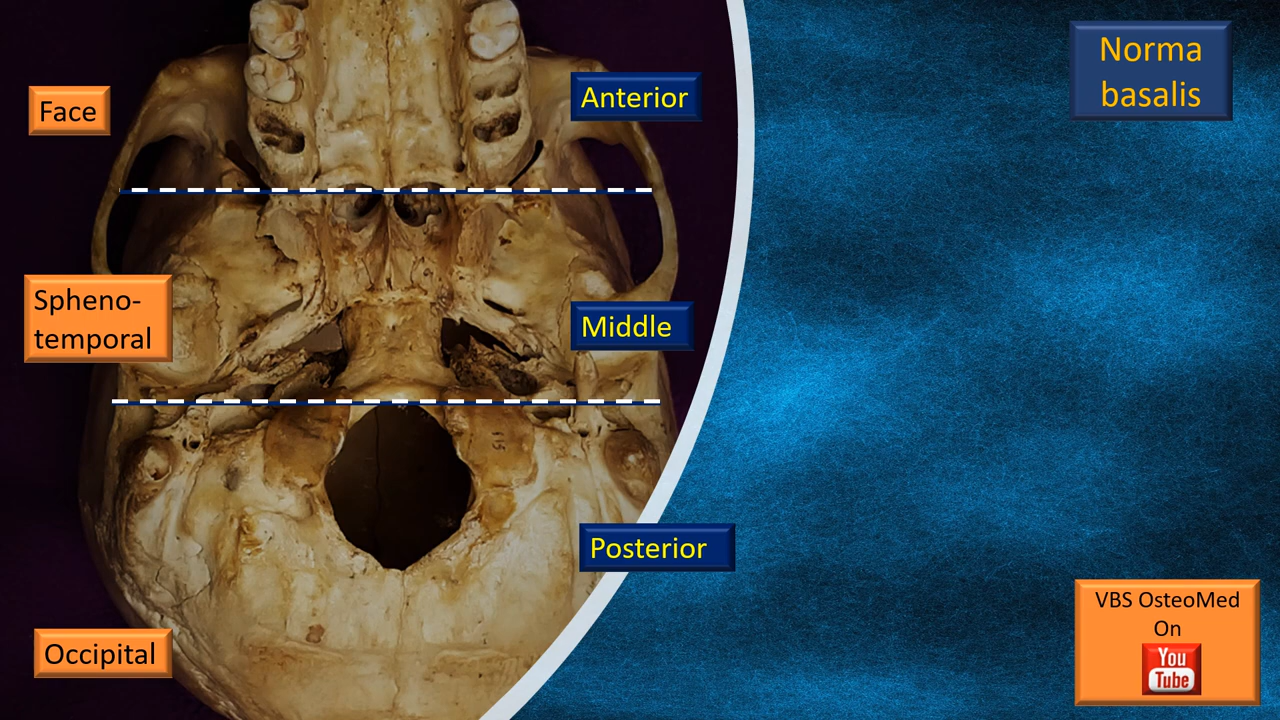 Norma
basalis
Face
Anterior
Spheno-
temporal
Middle
Posterior
Occipital
VBS OsteoMed
On
You
Tube